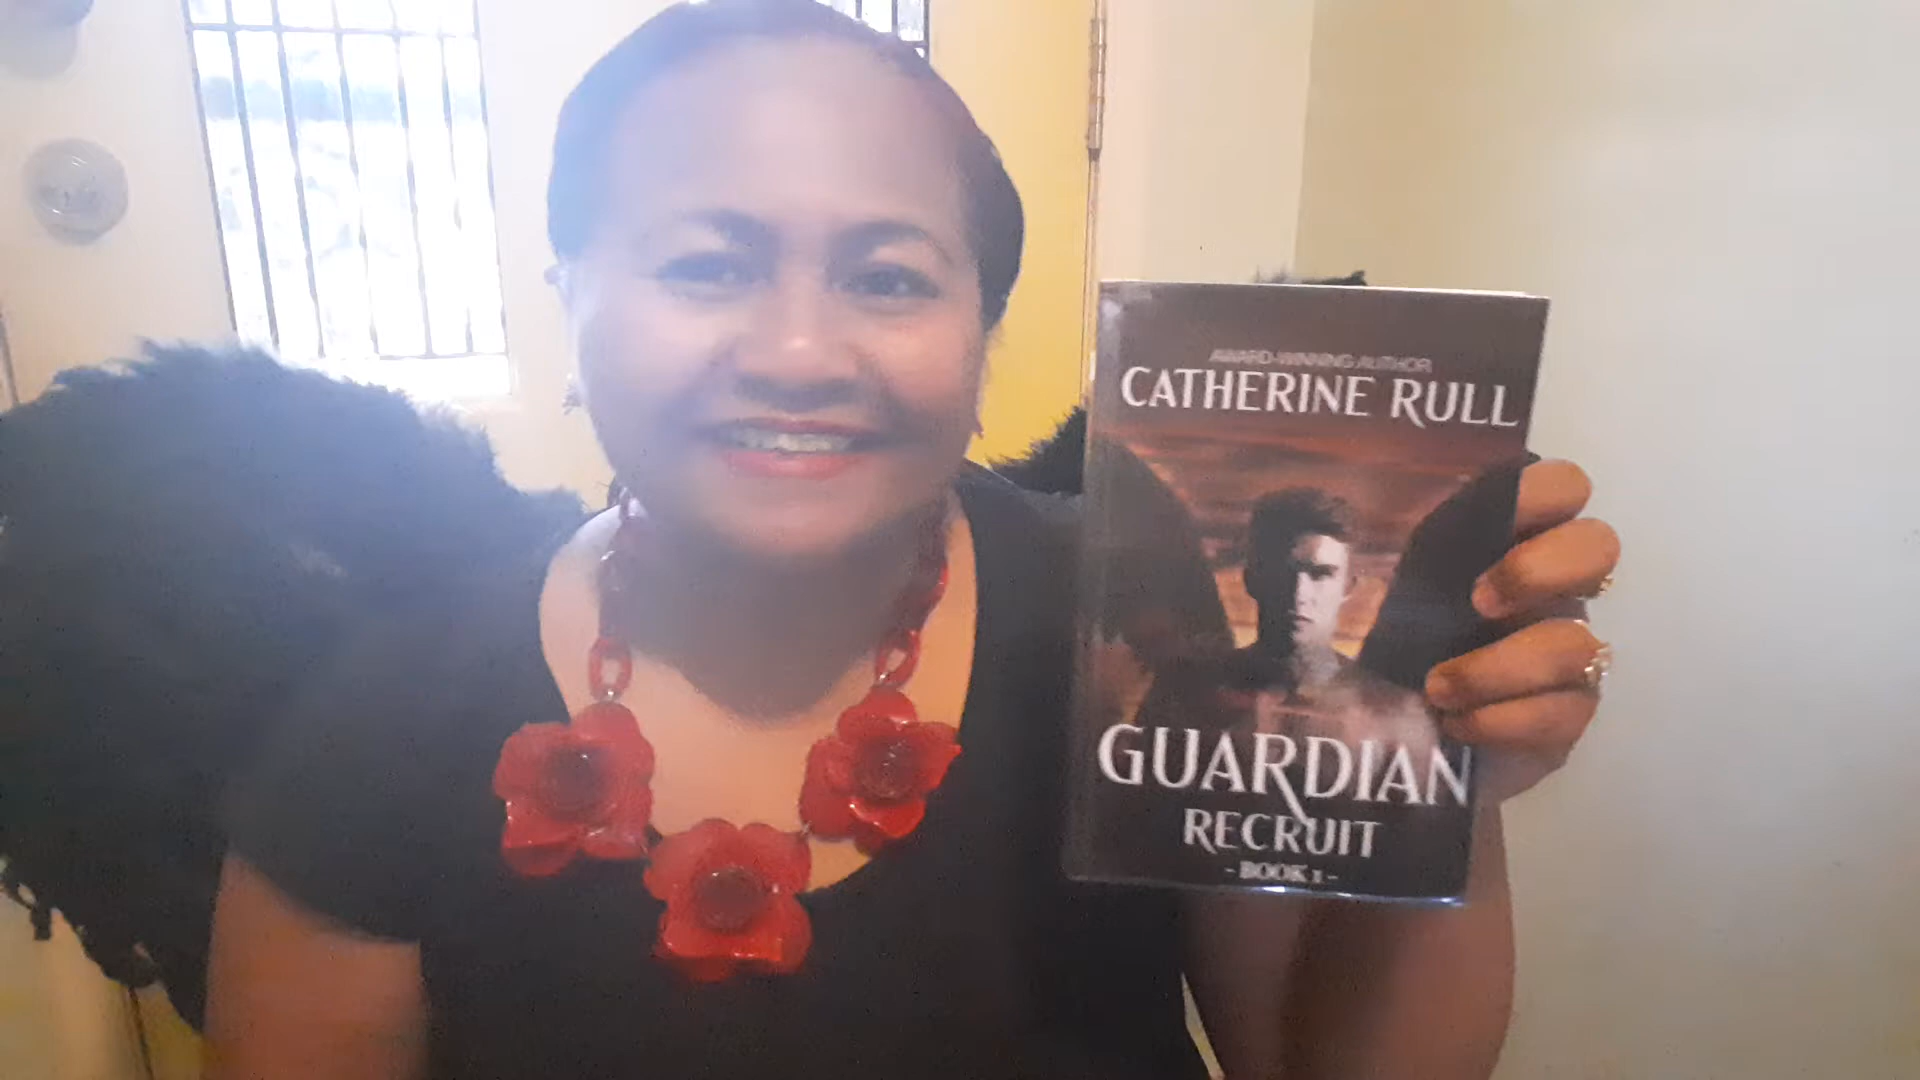 AWARD-WINNING AUTHOR
CATHERINE RULL
GUARDIAN
RECRUIT
- BOOK 1 -